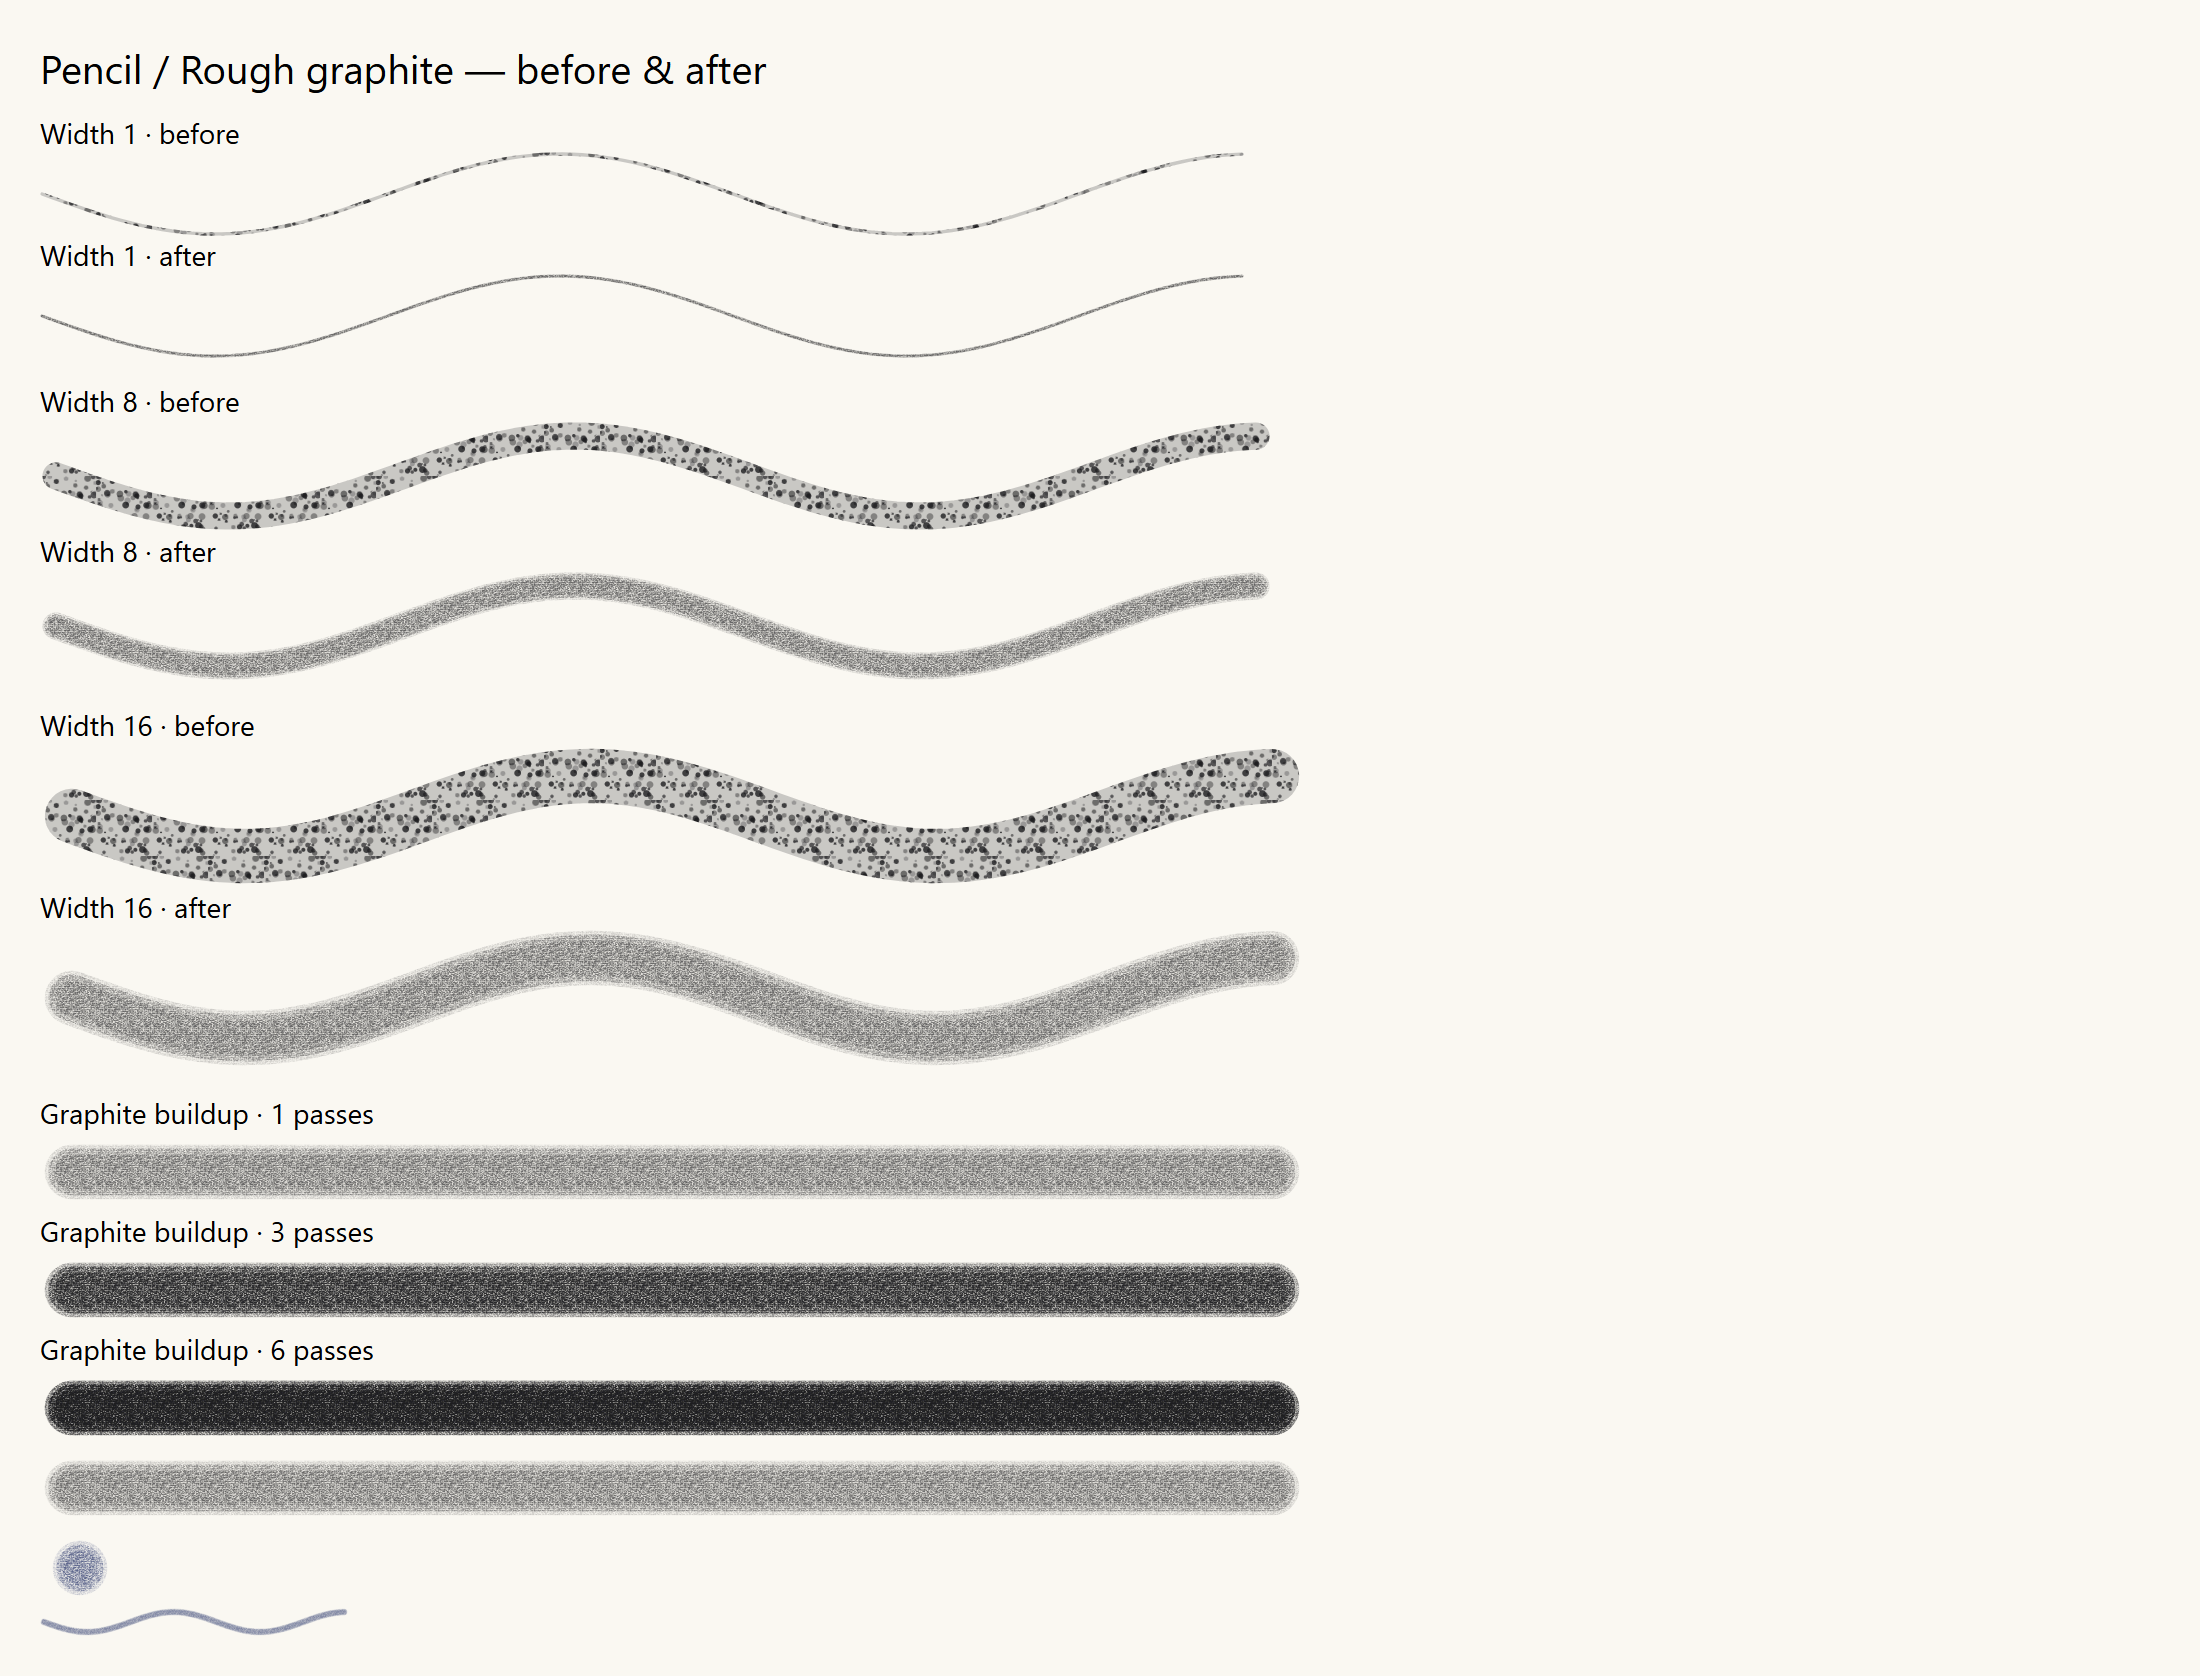 Pencil / Rough graphite — before & after
Width 1 · before
Width 1 · after
Width 8 · before
Width 8 · after
Width 16 · before
Width 16 · after
Graphite buildup · 1 passes
Graphite buildup · 3 passes
Graphite buildup · 6 passes